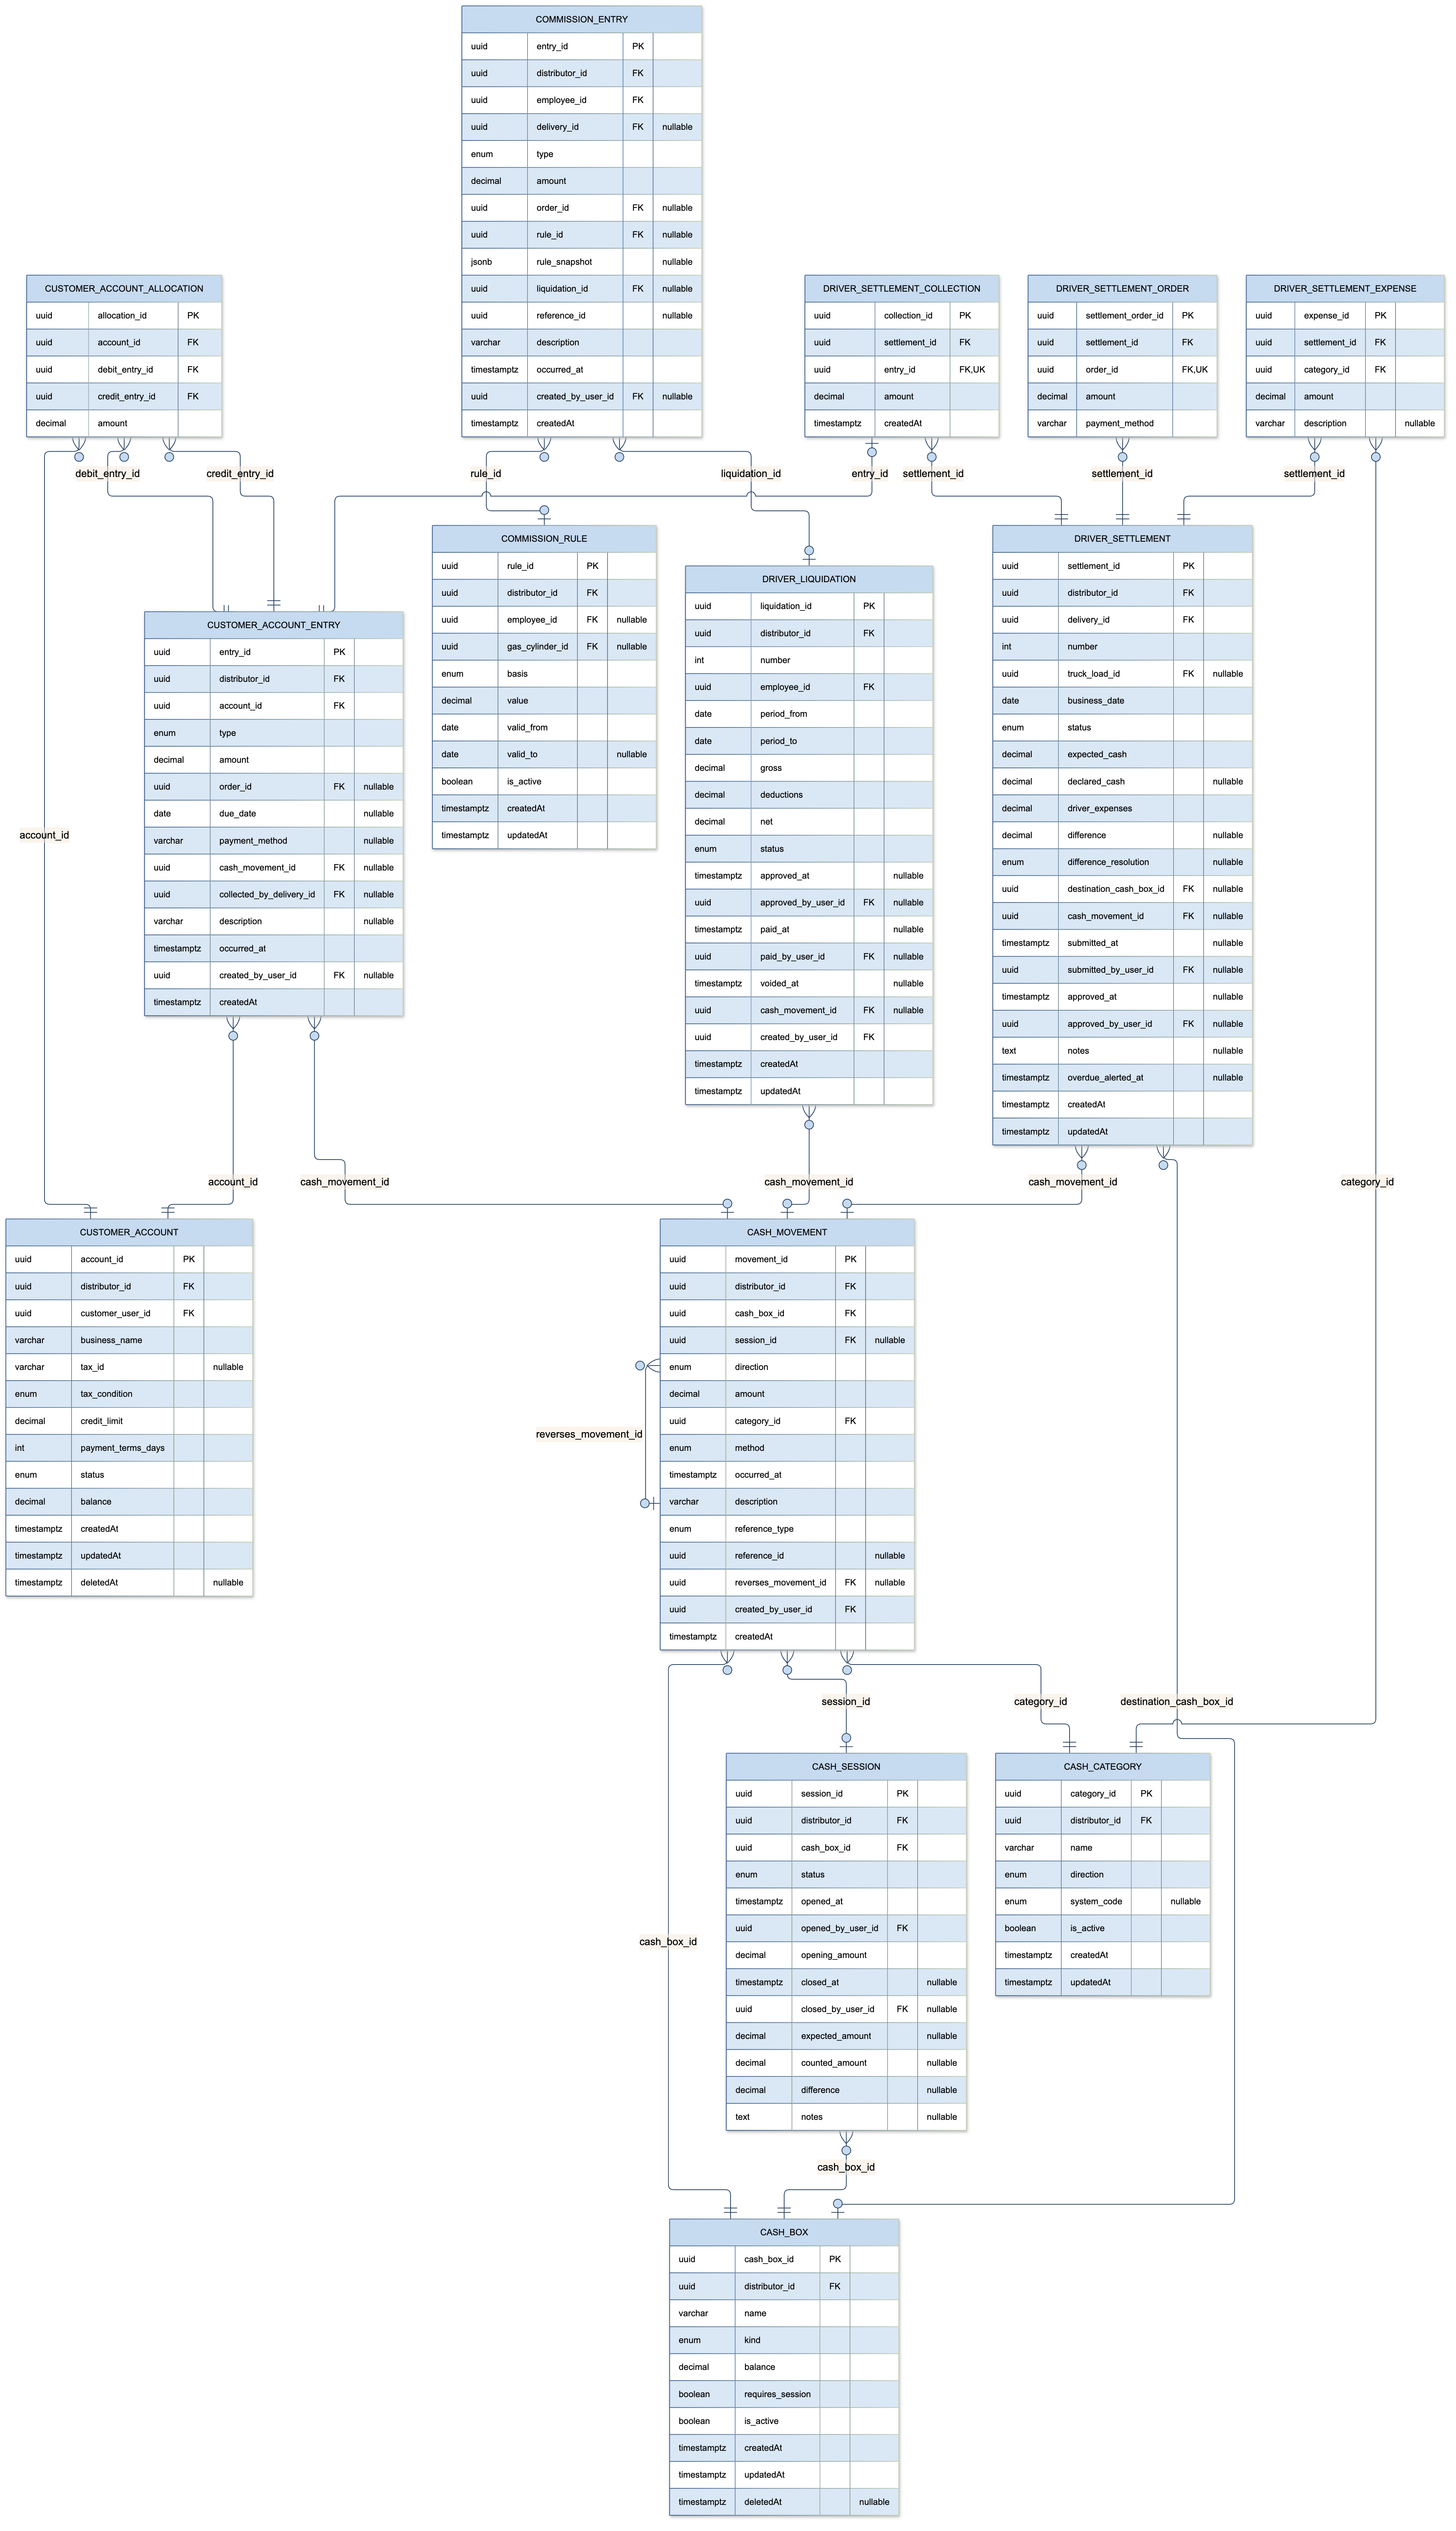 COMMISSION_ENTRY
uuid entry_id PK
uuid distributor_id FK
uuid employee_id FK
uuid delivery_id FK nullable
enum type
decimal amount
uuid order_id FK nullable
uuid rule_id FK nullable
jsonb rule_snapshot nullable
uuid liquidation_id FK nullable
uuid reference_id nullable
varchar description
timestamptz occurred_at
uuid created_by_user_id FK nullable
timestamptz createdAt
CUSTOMER_ACCOUNT_ALLOCATION
uuid allocation_id PK
uuid account_id FK
uuid debit_entry_id FK
uuid credit_entry_id FK
decimal amount
DRIVER_SETTLEMENT_COLLECTION
uuid collection_id PK
uuid settlement_id FK
uuid entry_id FK,UK
decimal amount
timestamptz createdAt
DRIVER_SETTLEMENT_ORDER
uuid settlement_order_id PK
uuid settlement_id FK
uuid order_id FK,UK
decimal amount
varchar payment_method
DRIVER_SETTLEMENT_EXPENSE
uuid expense_id PK
uuid settlement_id FK
uuid category_id FK
decimal amount
varchar description nullable
debit_entry_id
credit_entry_id
rule_id
liquidation_id
entry_id
settlement_id
settlement_id
settlement_id
COMMISSION_RULE
uuid rule_id PK
uuid distributor_id FK
uuid employee_id FK nullable
uuid gas_cylinder_id FK nullable
enum basis
decimal value
date valid_from
date valid_to nullable
boolean is_active
timestamptz createdAt
timestamptz updatedAt
DRIVER_LIQUIDATION
uuid liquidation_id PK
uuid distributor_id FK
int number
uuid employee_id FK
date period_from
date period_to
decimal gross
decimal deductions
decimal net
enum status
timestamptz approved_at nullable
uuid approved_by_user_id FK nullable
timestamptz paid_at nullable
uuid paid_by_user_id FK nullable
timestamptz voided_at nullable
uuid cash_movement_id FK nullable
uuid created_by_user_id FK
timestamptz createdAt
timestamptz updatedAt
DRIVER_SETTLEMENT
uuid settlement_id PK
uuid distributor_id FK
uuid delivery_id FK
int number
uuid truck_load_id FK nullable
date business_date
enum status
decimal expected_cash
decimal declared_cash nullable
decimal driver_expenses
decimal difference nullable
enum difference_resolution nullable
uuid destination_cash_box_id FK nullable
uuid cash_movement_id FK nullable
timestamptz submitted_at nullable
uuid submitted_by_user_id FK nullable
timestamptz approved_at nullable
uuid approved_by_user_id FK nullable
text notes nullable
timestamptz overdue_alerted_at nullable
timestamptz createdAt
timestamptz updatedAt
CUSTOMER_ACCOUNT_ENTRY
uuid entry_id PK
uuid distributor_id FK
uuid account_id FK
enum type
decimal amount
uuid order_id FK nullable
date due_date nullable
varchar payment_method nullable
uuid cash_movement_id FK nullable
uuid collected_by_delivery_id FK nullable
varchar description nullable
timestamptz occurred_at
uuid created_by_user_id FK nullable
timestamptz createdAt
account_id
account_id
cash_movement_id
cash_movement_id
cash_movement_id
category_id
CUSTOMER_ACCOUNT
uuid account_id PK
uuid distributor_id FK
uuid customer_user_id FK
varchar business_name
varchar tax_id nullable
enum tax_condition
decimal credit_limit
int payment_terms_days
enum status
decimal balance
timestamptz createdAt
timestamptz updatedAt
timestamptz deletedAt nullable
CASH_MOVEMENT
uuid movement_id PK
uuid distributor_id FK
uuid cash_box_id FK
uuid session_id FK nullable
enum direction
decimal amount
uuid category_id FK
enum method
timestamptz occurred_at
varchar description
enum reference_type
uuid reference_id nullable
uuid reverses_movement_id FK nullable
uuid created_by_user_id FK
timestamptz createdAt
reverses_movement_id
session_id
category_id
destination_cash_box_id
CASH_SESSION
uuid session_id PK
uuid distributor_id FK
uuid cash_box_id FK
enum status
timestamptz opened_at
uuid opened_by_user_id FK
decimal opening_amount
timestamptz closed_at nullable
uuid closed_by_user_id FK nullable
decimal expected_amount nullable
decimal counted_amount nullable
decimal difference nullable
text notes nullable
CASH_CATEGORY
uuid category_id PK
uuid distributor_id FK
varchar name
enum direction
enum system_code nullable
boolean is_active
timestamptz createdAt
timestamptz updatedAt
cash_box_id
cash_box_id
CASH_BOX
uuid cash_box_id PK
uuid distributor_id FK
varchar name
enum kind
decimal balance
boolean requires_session
boolean is_active
timestamptz createdAt
timestamptz updatedAt
timestamptz deletedAt nullable